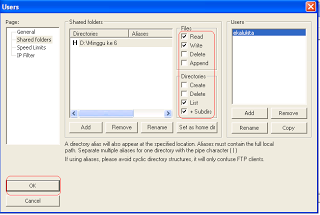 Users
Page:
General
Shared folders
Speed Limits
IP Filter
Shared folders
Directories
Aliases
H D:\Minggu ke 6
Files
Read
Write
Delete
Append
Directories
Create
Delete
List
+ Subdirs
Add
Remove
Rename
Set as home dir
Users
ekalukita
Add
Remove
Rename
Copy
A directory alias will also appear at the specified location. Aliases must contain the full local
path. Separate multiple aliases for one directory with the pipe character ( | )
If using aliases, please avoid cyclic directory structures, it will only confuse FTP clients.
OK
Cancel